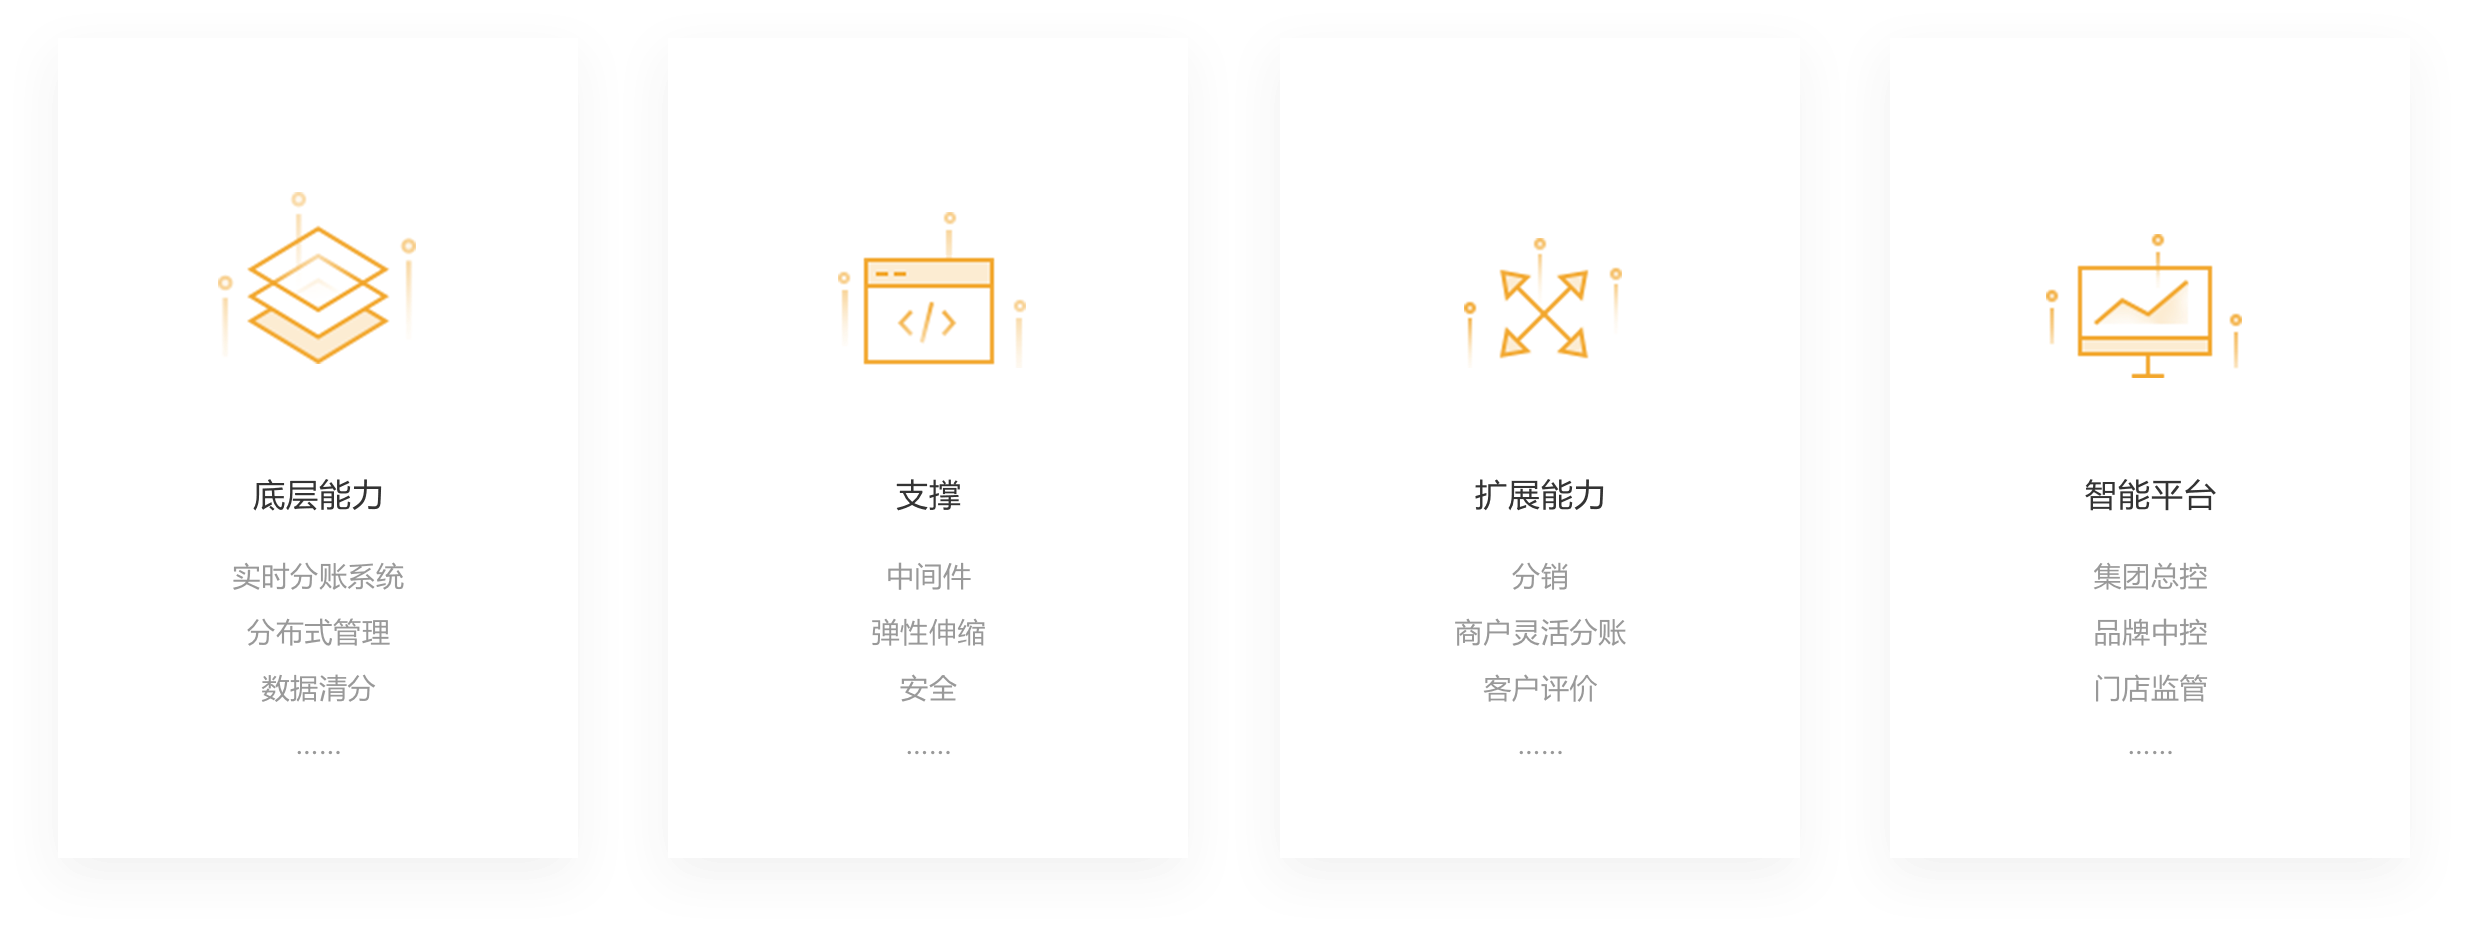 底层能力
实时分账系统
分布式管理
数据清分
......
支撑
中间件
弹性伸缩
安全
......
扩展能力
分销
商户灵活分账
客户评价
......
智能平台
集团总控
品牌中控
门店监管
......